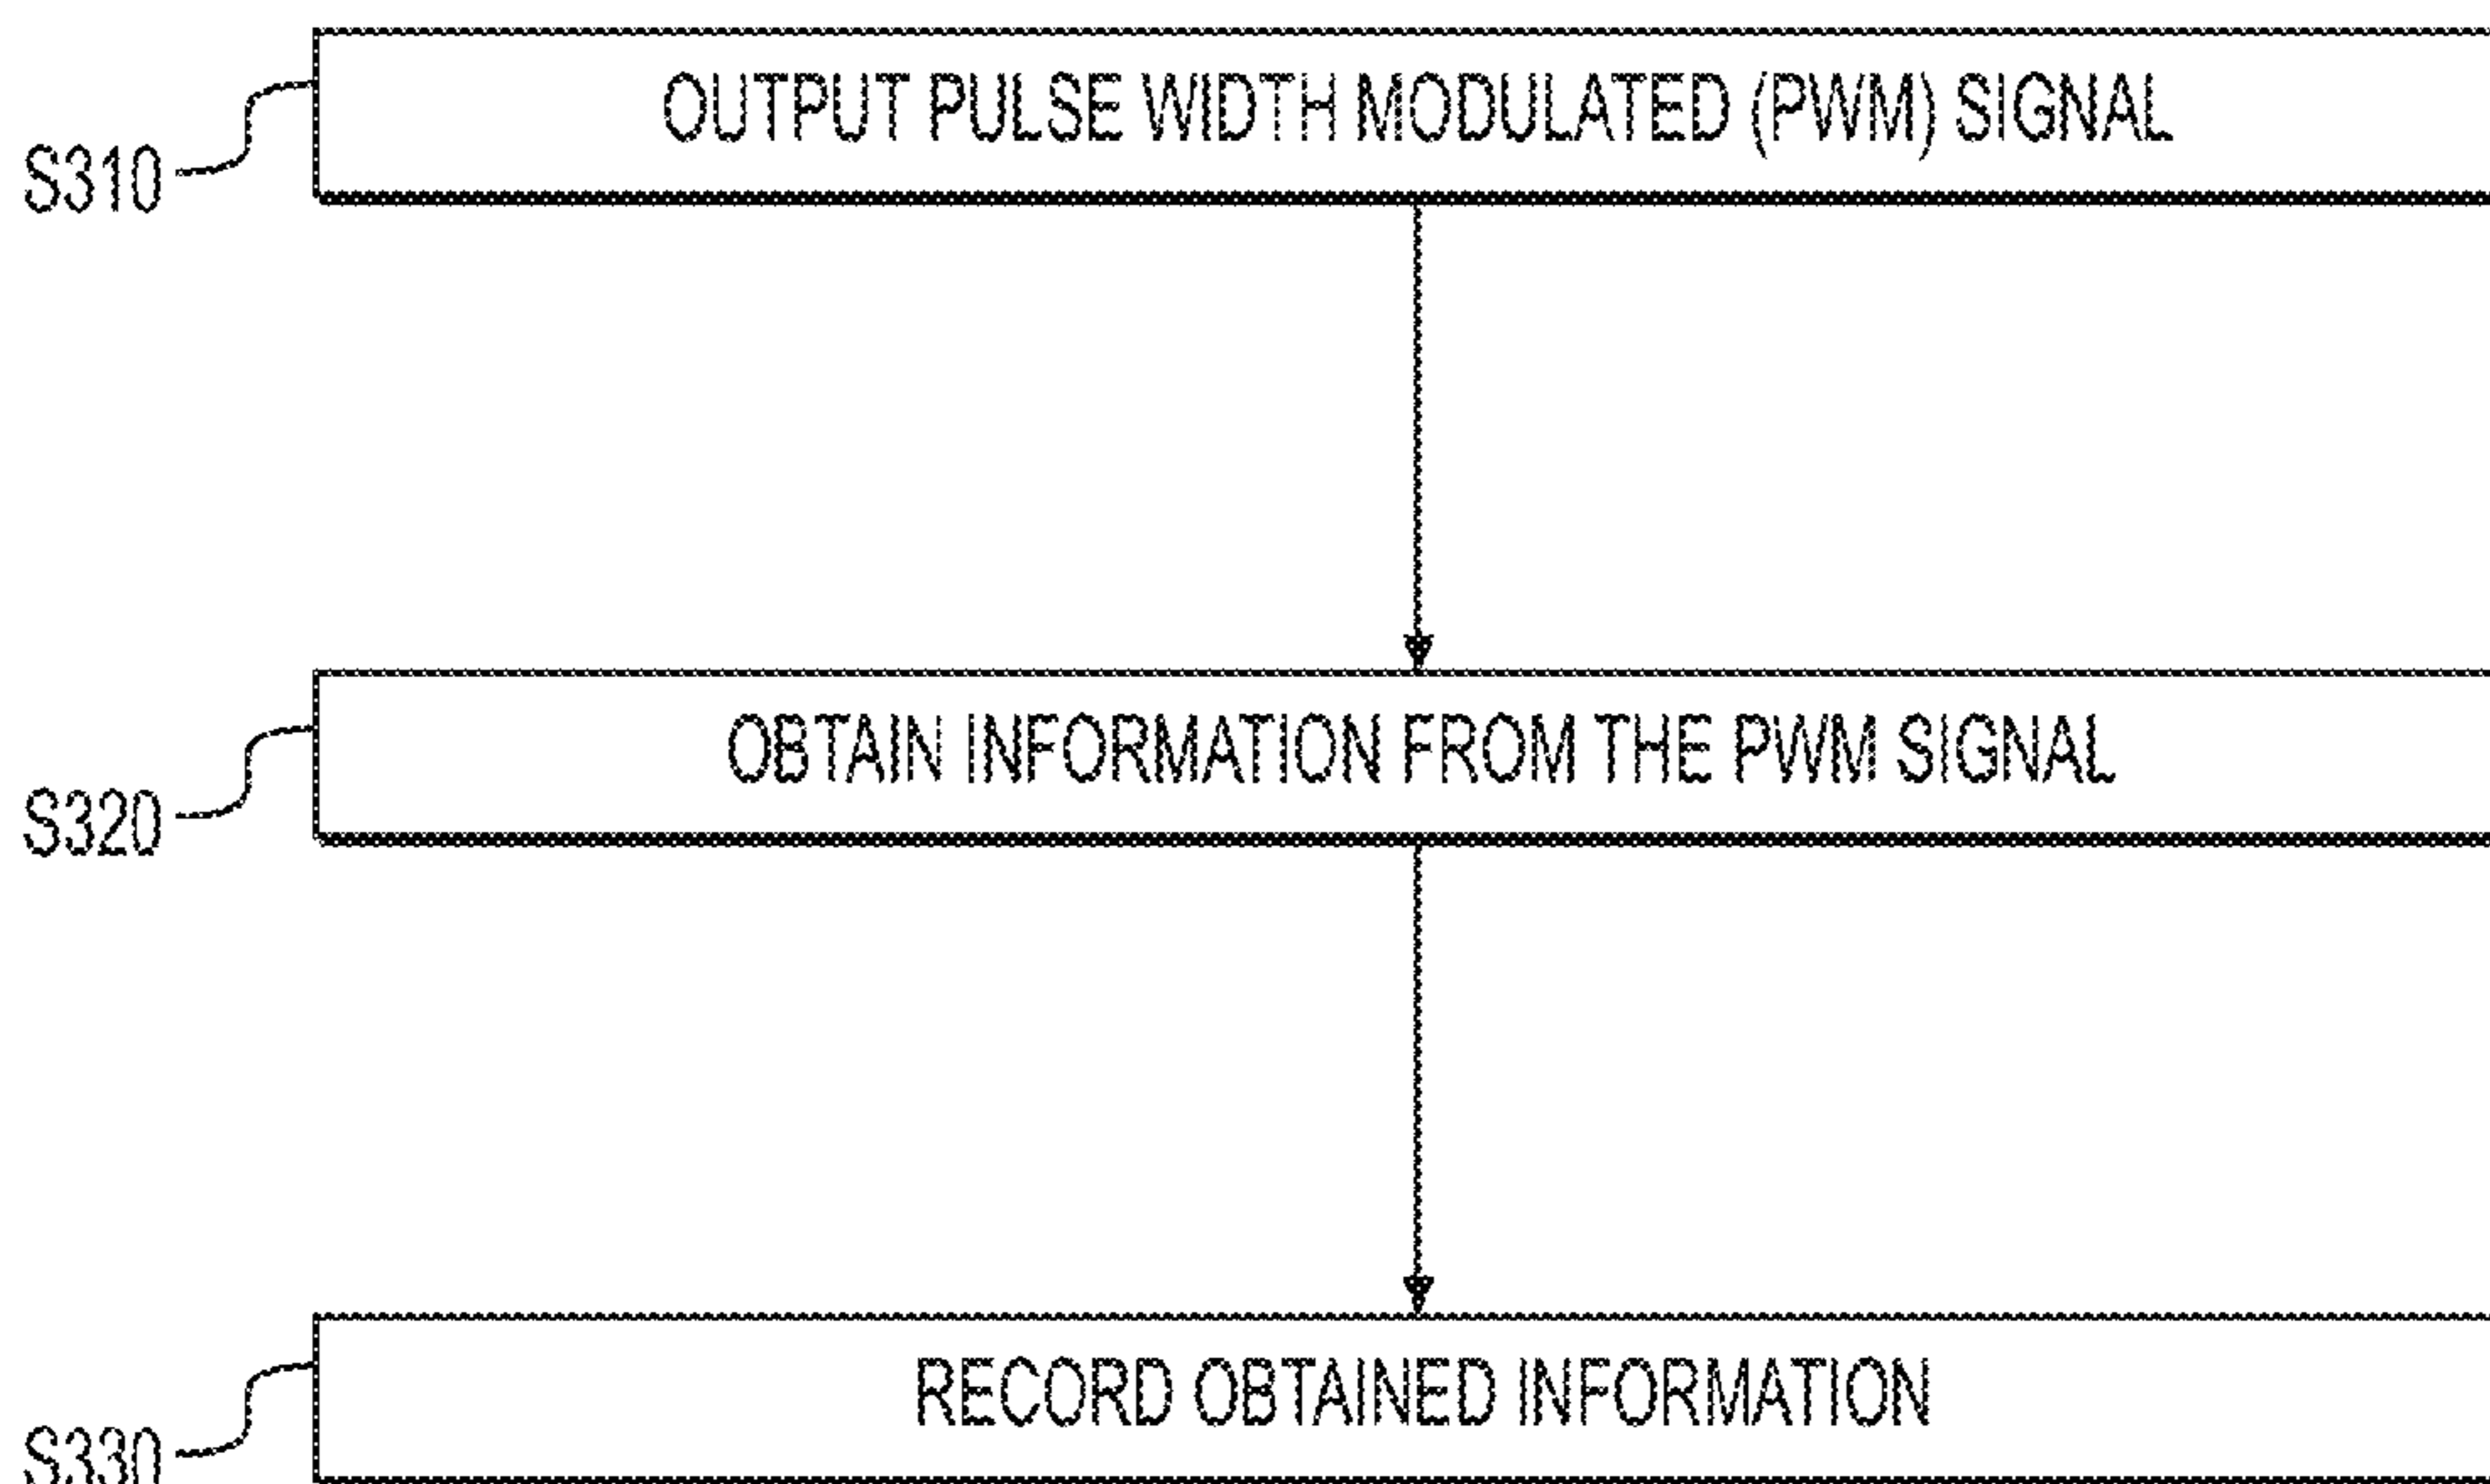 OUTPUT PULSE WIDTH MODULATED (PWM) SIGNAL
S310
OBTAIN INFORMATION FROM THE PWM SIGNAL
S320
RECORD OBTAINED INFORMATION
S330